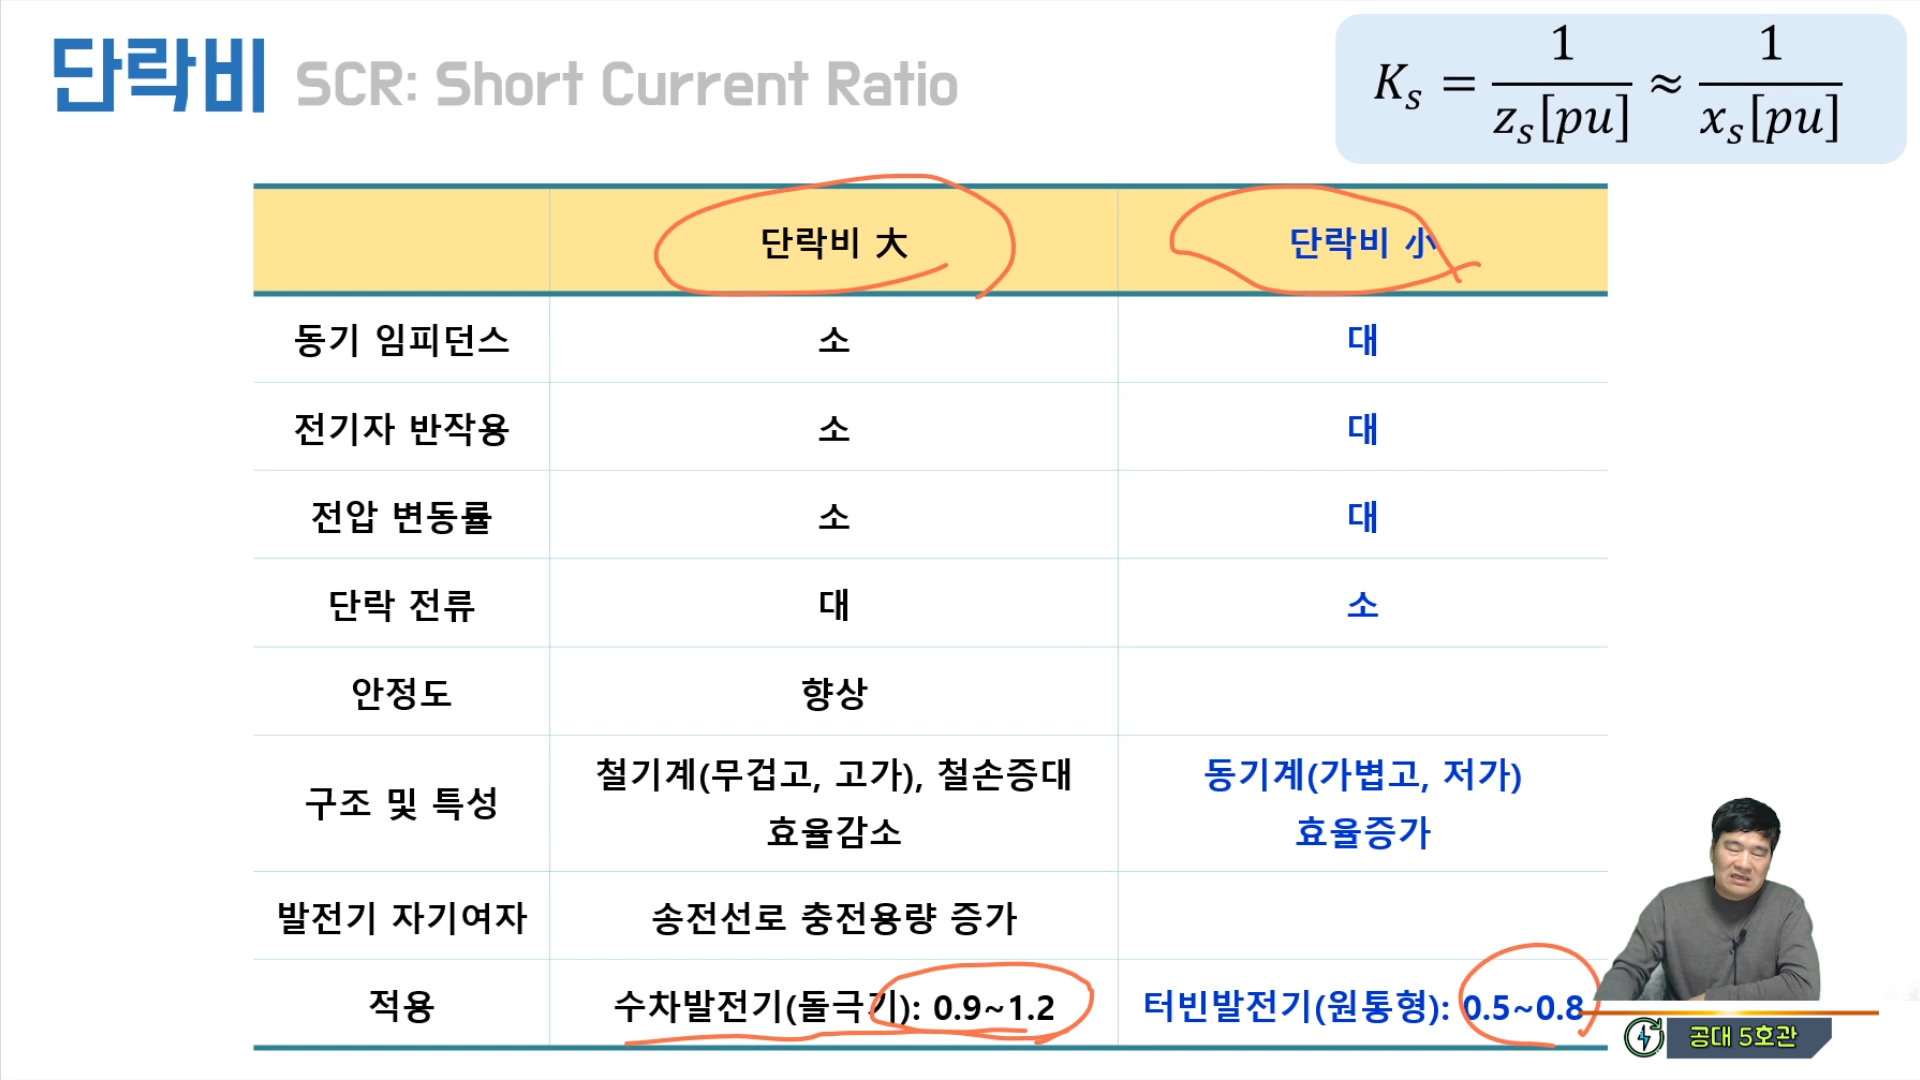 단락비 SCR: Short Current Ratio
K_s = 1/z_s[pu] ≈ 1/x_s[pu]
단락비 大 단락비 小
동기 임피던스 소 대
전기자 반작용 소 대
전압 변동률 소 대
단락 전류 대 소
안정도 향상
구조 및 특성 철기계(무겁고, 고가), 철손증대 동기계(가볍고, 저가)
효율감소 효율증가
발전기 자기여자 송전선로 충전용량 증가
적용 수차발전기(돌극기): 0.9~1.2 터빈발전기(원통형): 0.5~0.8
공대 5호관